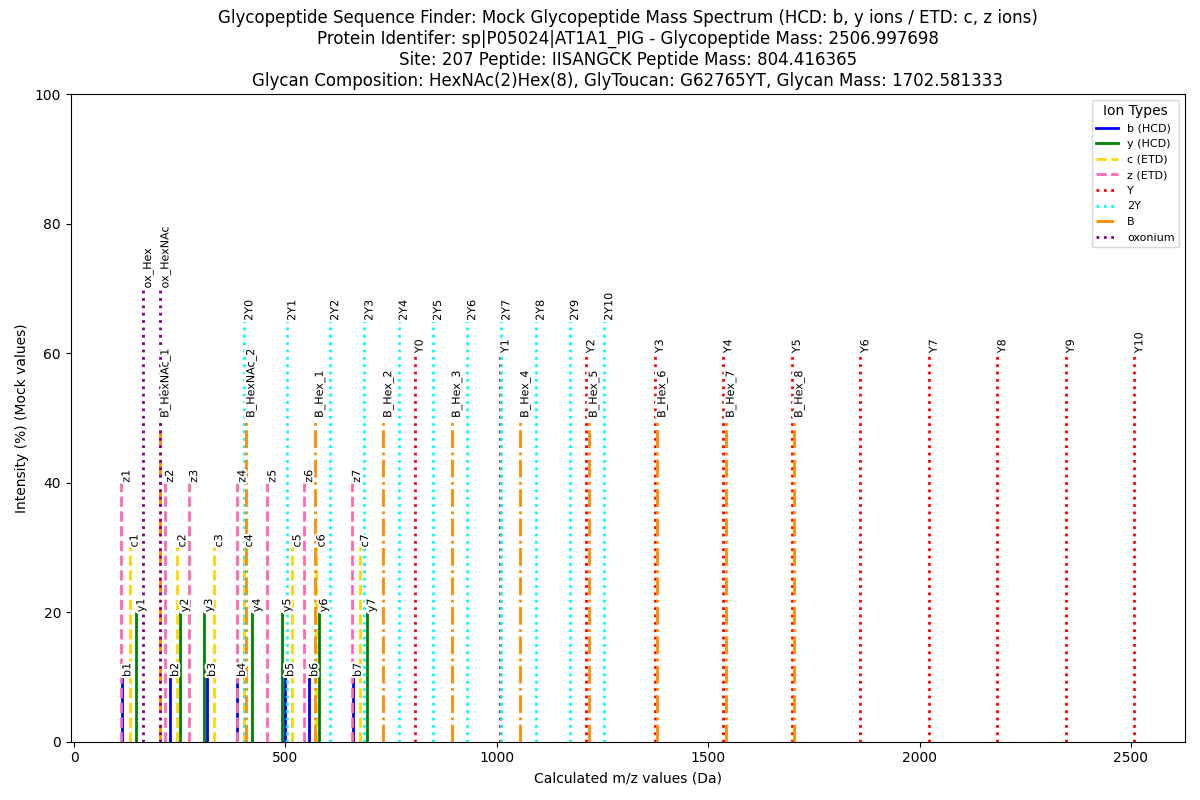 Glycopeptide Sequence Finder: Mock Glycopeptide Mass Spectrum (HCD: b, y ions / ETD: c, z ions)
Protein Identifer: sp|P05024|AT1A1_PIG - Glycopeptide Mass: 2506.997698
Site: 207 Peptide: IISANGCK Peptide Mass: 804.416365
Glycan Composition: HexNAc(2)Hex(8), GlyToucan: G62765YT, Glycan Mass: 1702.581333
100
80
60
40
20
0
Intensity (%) (Mock values)
Ion Types
b (HCD)
y (HCD)
c (ETD)
z (ETD)
Y
2Y
B
oxonium
ox_Hex
ox_HexNAc
2Y0
2Y1
2Y2
2Y3
2Y4
2Y5
2Y6
2Y7
2Y8
2Y9
2Y10
Y0
Y1
Y2
Y3
Y4
Y5
Y6
Y7
Y8
Y9
Y10
B_HexNAc_1
B_HexNAc_2
B_Hex_1
B_Hex_2
B_Hex_3
B_Hex_4
B_Hex_5
B_Hex_6
B_Hex_7
B_Hex_8
z1
z2
z3
z4
z5
z6
z7
c1
c2
c3
c4
c5
c6
c7
y1
y2
y3
y4
y5
y6
y7
b1
b2
b3
b4
b5
b6
b7
0
500
1000
1500
2000
2500
Calculated m/z values (Da)